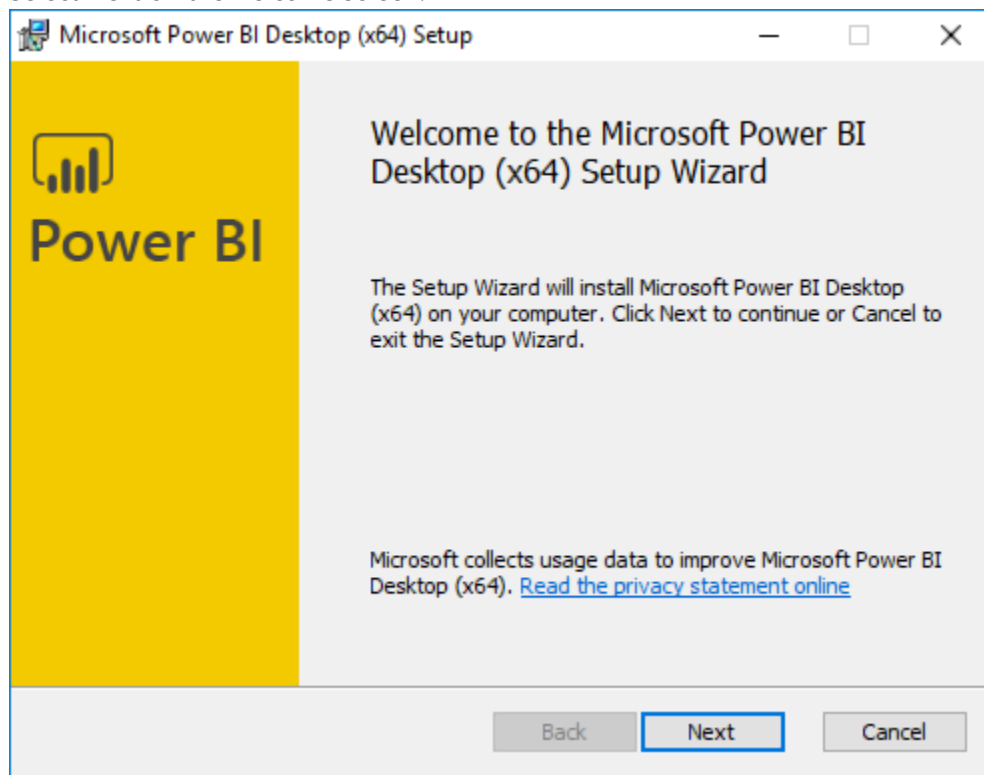 Microsoft Power BI Desktop (x64) Setup
Power BI
Welcome to the Microsoft Power BI
Desktop (x64) Setup Wizard
The Setup Wizard will install Microsoft Power BI Desktop
(x64) on your computer. Click Next to continue or Cancel to
exit the Setup Wizard.
Microsoft collects usage data to improve Microsoft Power BI
Desktop (x64). Read the privacy statement online
Back
Next
Cancel